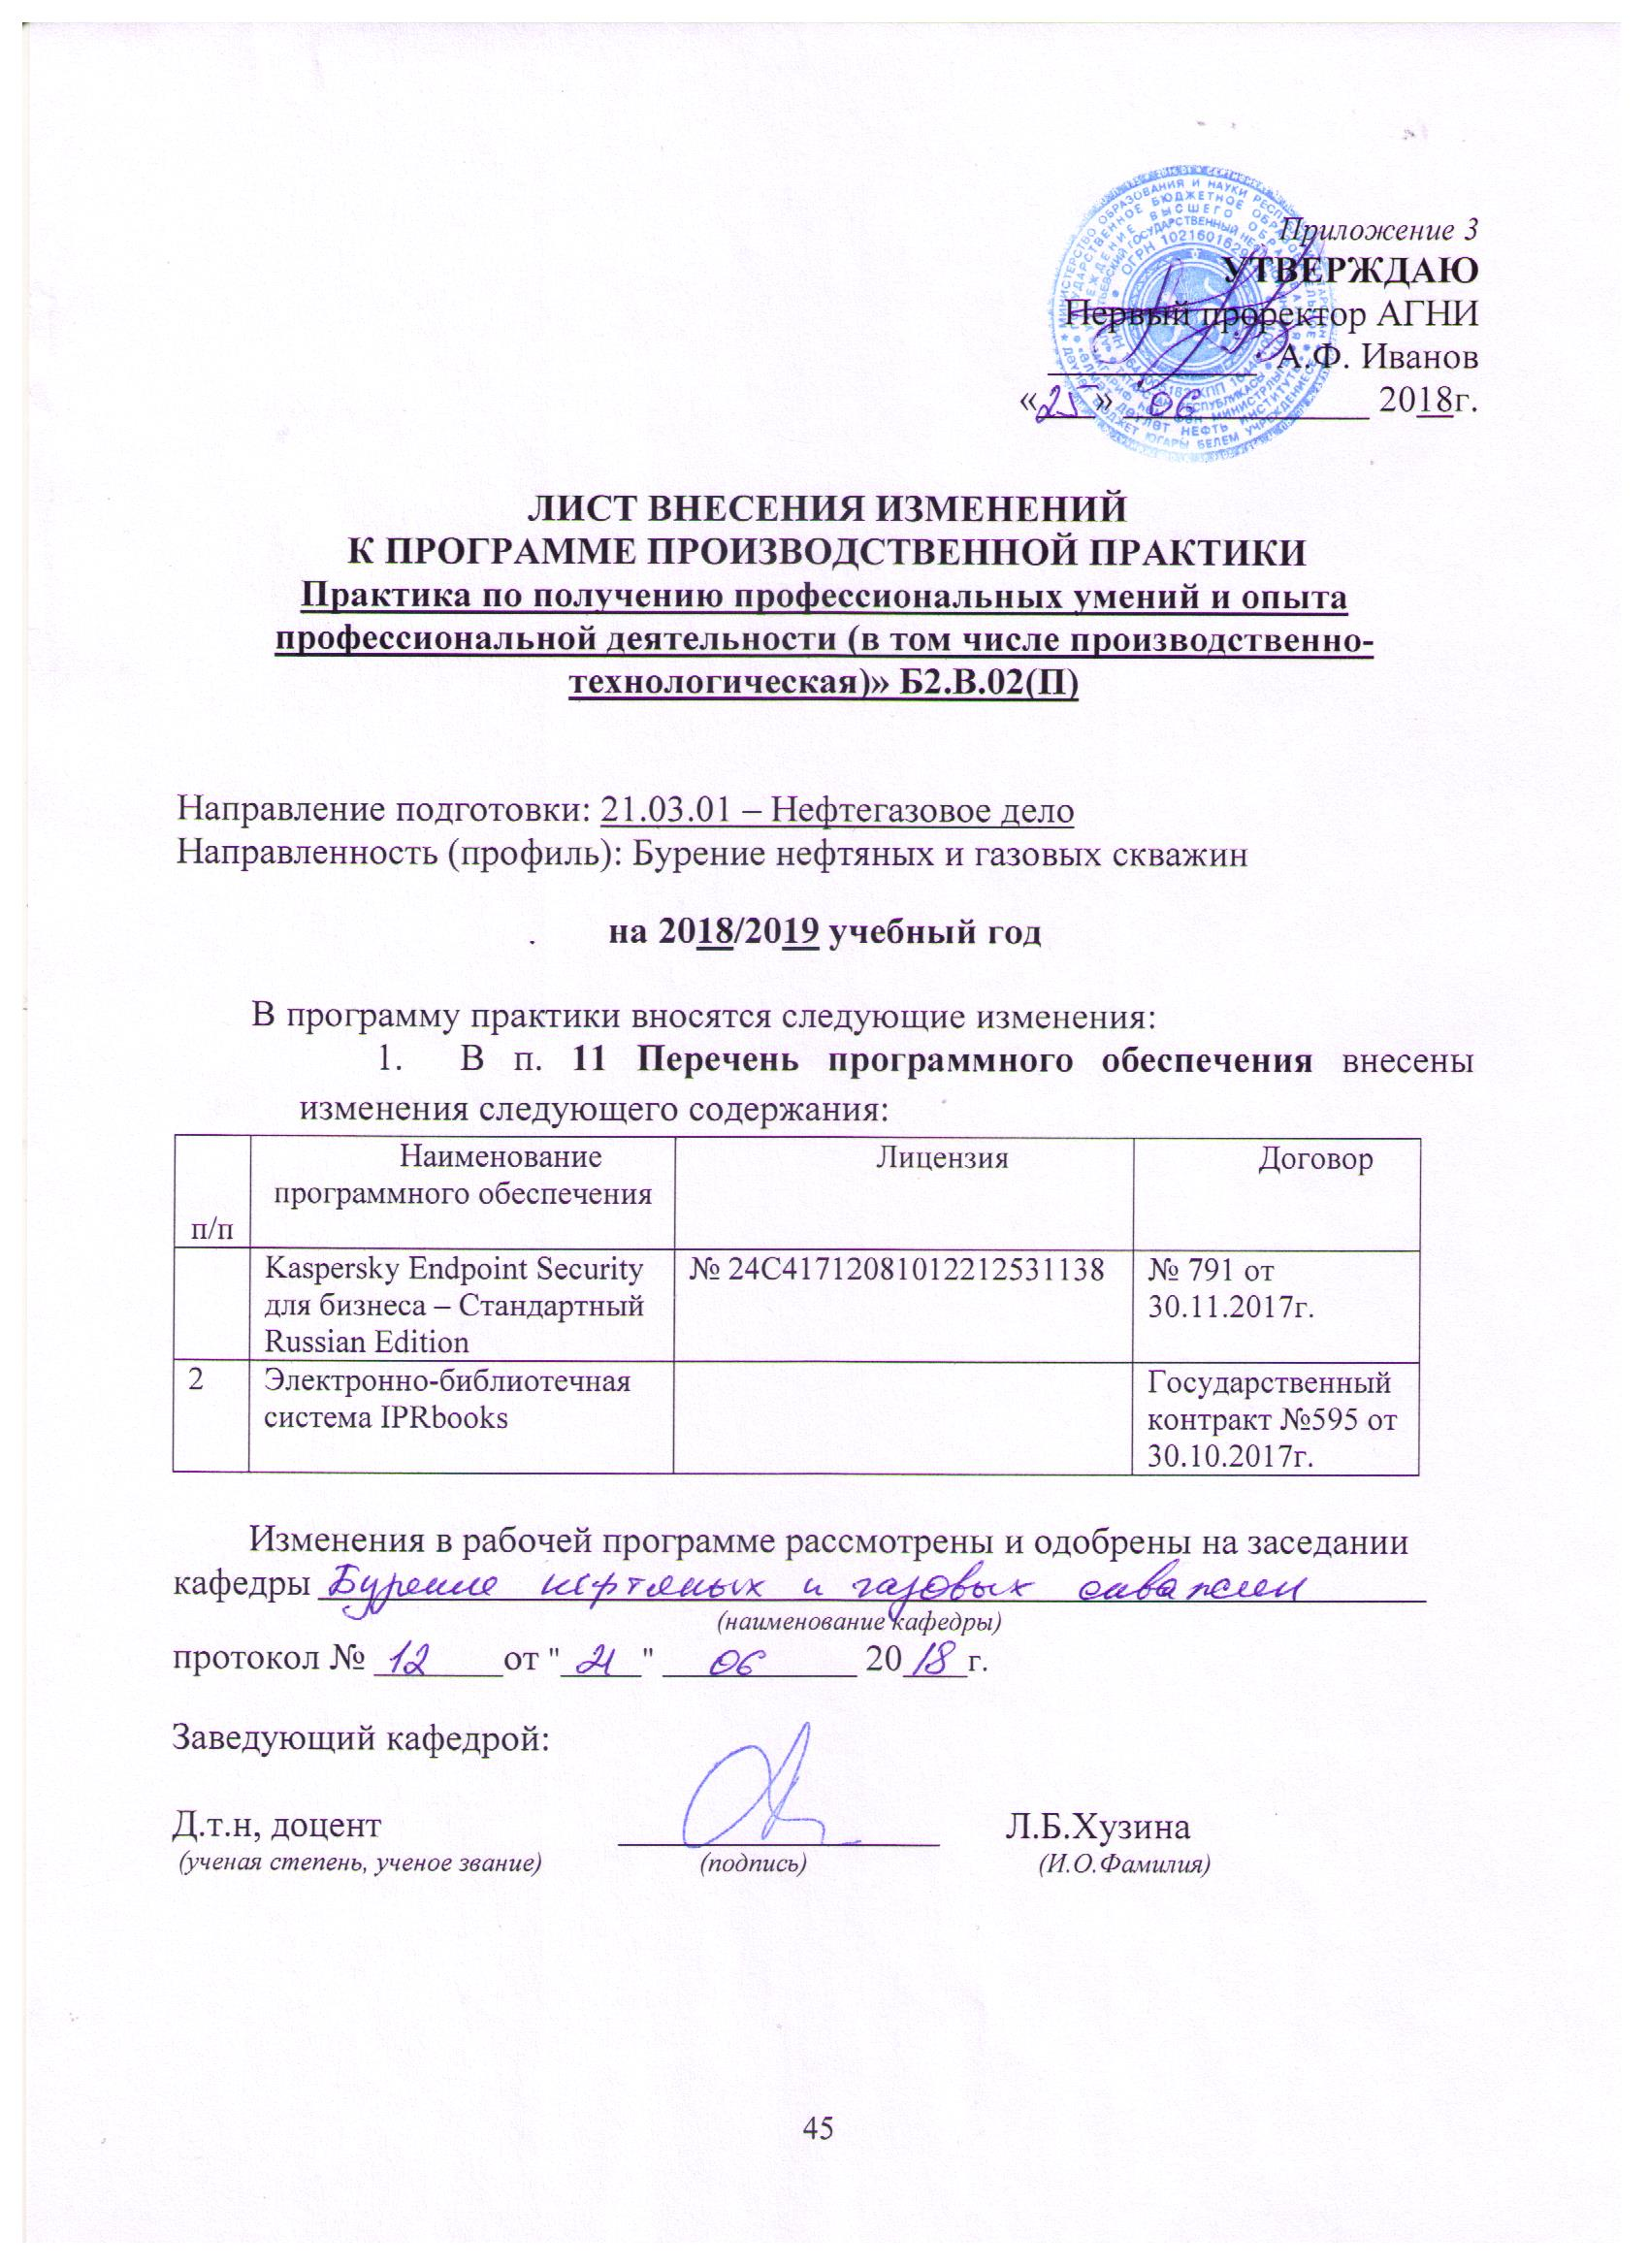 Приложение 3
УТВЕРЖДАЮ
Первый проректор АГНИ
А.Ф. Иванов
«25» 06 2018г.
ЛИСТ ВНЕСЕНИЯ ИЗМЕНЕНИЙ
К ПРОГРАММЕ ПРОИЗВОДСТВЕННОЙ ПРАКТИКИ
Практика по получению профессиональных умений и опыта
профессиональной деятельности (в том числе производственно-
технологическая)» Б2.В.02(П)
Направление подготовки: 21.03.01 – Нефтегазовое дело
Направленность (профиль): Бурение нефтяных и газовых скважин
на 2018/2019 учебный год
В программу практики вносятся следующие изменения:
1. В п. 11 Перечень программного обеспечения внесены
изменения следующего содержания:
п/п
Наименование
программного обеспечения
Лицензия
Договор
Kaspersky Endpoint Security
для бизнеса – Стандартный
Russian Edition
№ 24С41712081012212531138
№ 791 от
30.11.2017г.
2
Электронно-библиотечная
система IPRbooks
Государственный
контракт №595 от
30.10.2017г.
Изменения в рабочей программе рассмотрены и одобрены на заседании
кафедры Бурение нефтяных и газовых скважин
(наименование кафедры)
протокол № 12 от "21" 06 2018г.
Заведующий кафедрой:
Д.т.н, доцент Л.Б.Хузина
(ученая степень, ученое звание) (подпись) (И.О.Фамилия)
45